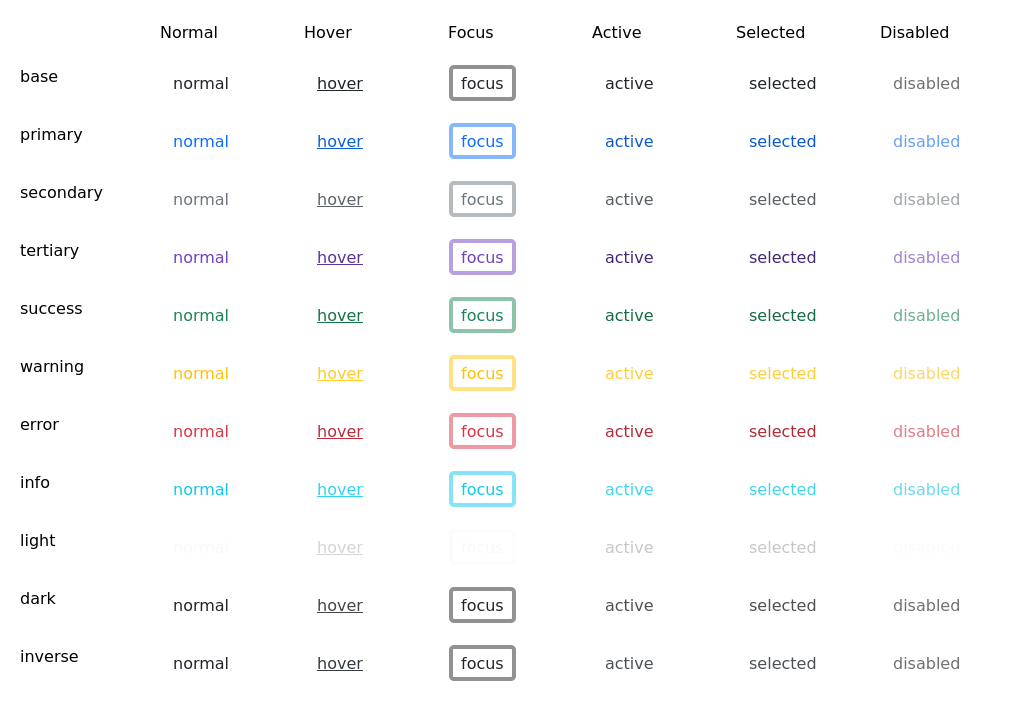 Normal Hover Focus Active Selected Disabled
base normal hover focus active selected disabled
primary normal hover focus active selected disabled
secondary normal hover focus active selected disabled
tertiary normal hover focus active selected disabled
success normal hover focus active selected disabled
warning normal hover focus active selected disabled
error normal hover focus active selected disabled
info normal hover focus active selected disabled
light normal hover focus active selected disabled
dark normal hover focus active selected disabled
inverse normal hover focus active selected disabled